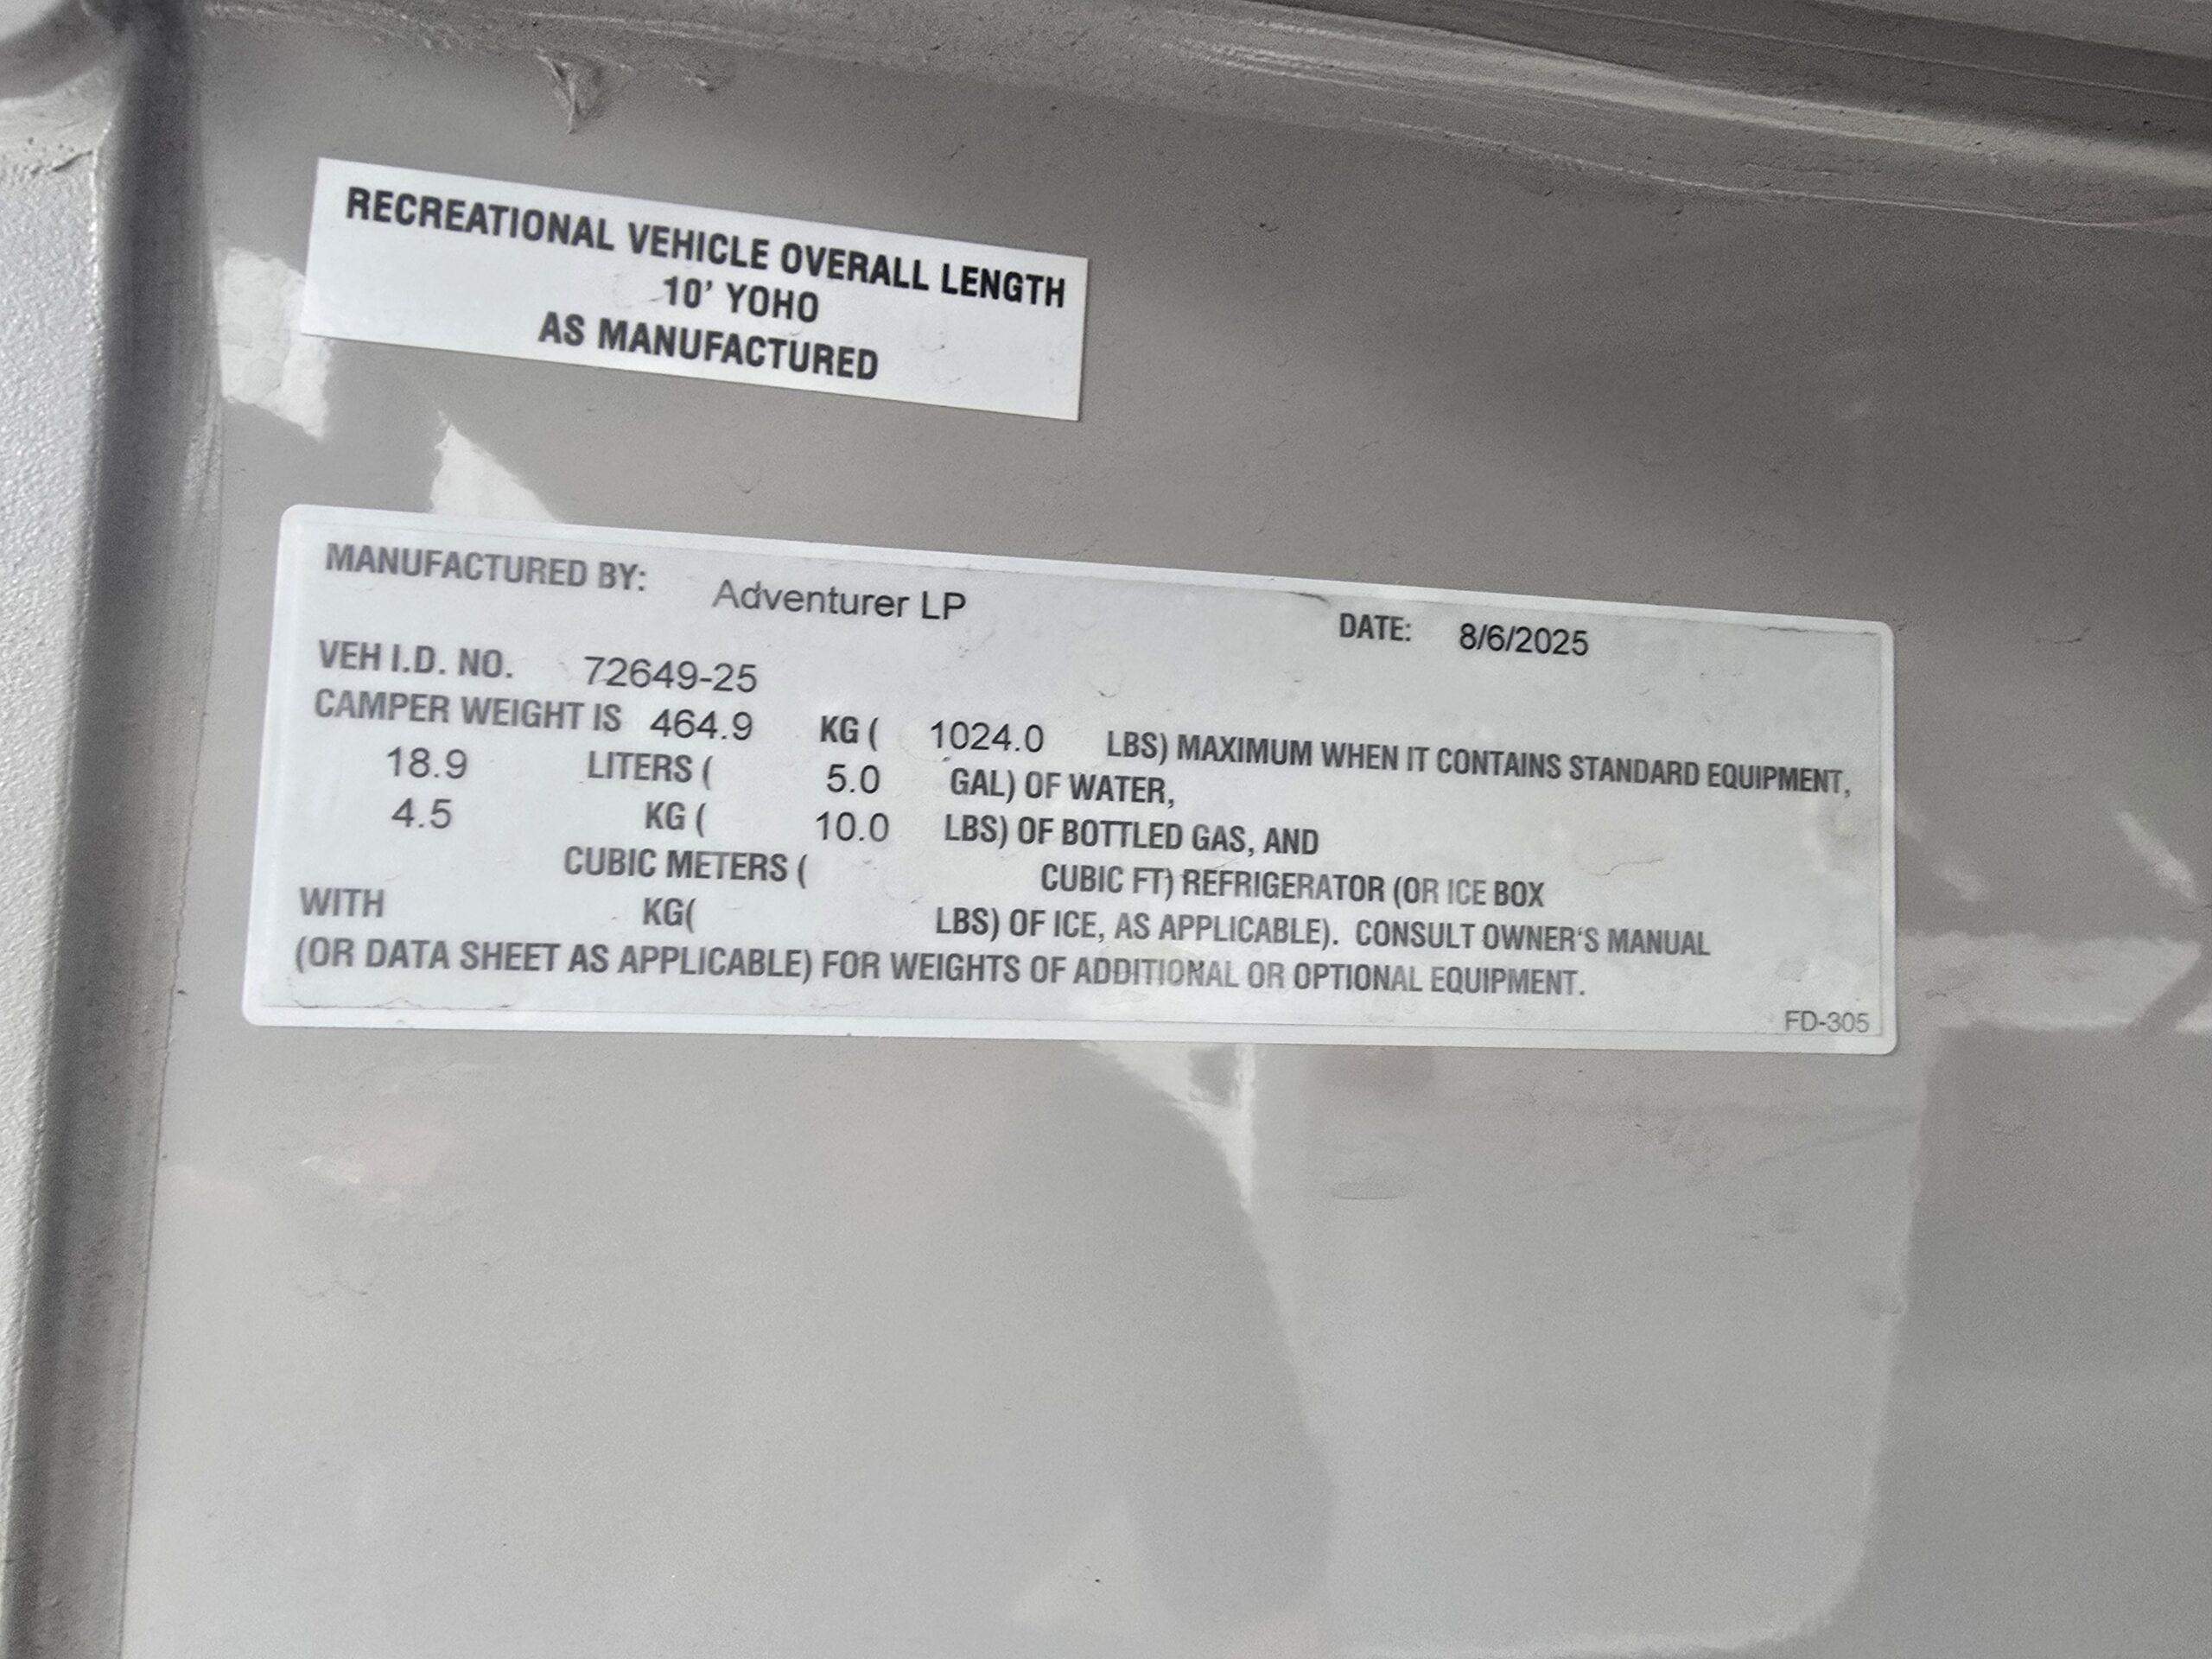 RECREATIONAL VEHICLE OVERALL LENGTH
10' YOHO
AS MANUFACTURED
MANUFACTURED BY: Adventurer LP DATE: 8/6/2025
VEH I.D. NO. 72649-25
CAMPER WEIGHT IS 464.9 KG ( 1024.0 LBS) MAXIMUM WHEN IT CONTAINS STANDARD EQUIPMENT,
18.9 LITERS ( 5.0 GAL) OF WATER,
4.5 KG ( 10.0 LBS) OF BOTTLED GAS, AND
CUBIC METERS ( CUBIC FT) REFRIGERATOR (OR ICE BOX
WITH KG( LBS) OF ICE, AS APPLICABLE). CONSULT OWNER'S MANUAL
(OR DATA SHEET AS APPLICABLE) FOR WEIGHTS OF ADDITIONAL OR OPTIONAL EQUIPMENT.
FD-305